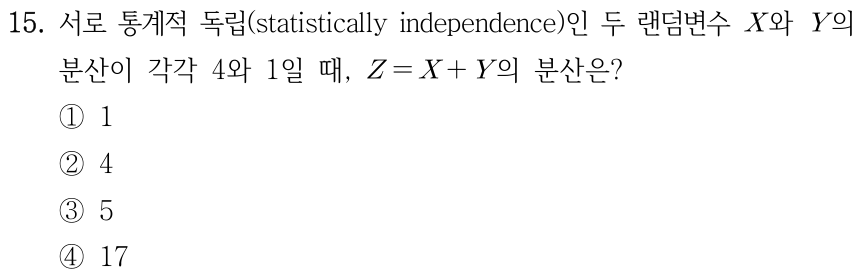 15. 서로 통계적 독립(statistically independence)인 두 랜덤변수 X와 Y의
분산이 각각 4와 1일 때, Z=X+Y의 분산은?
① 1
② 4
③ 5
④ 17